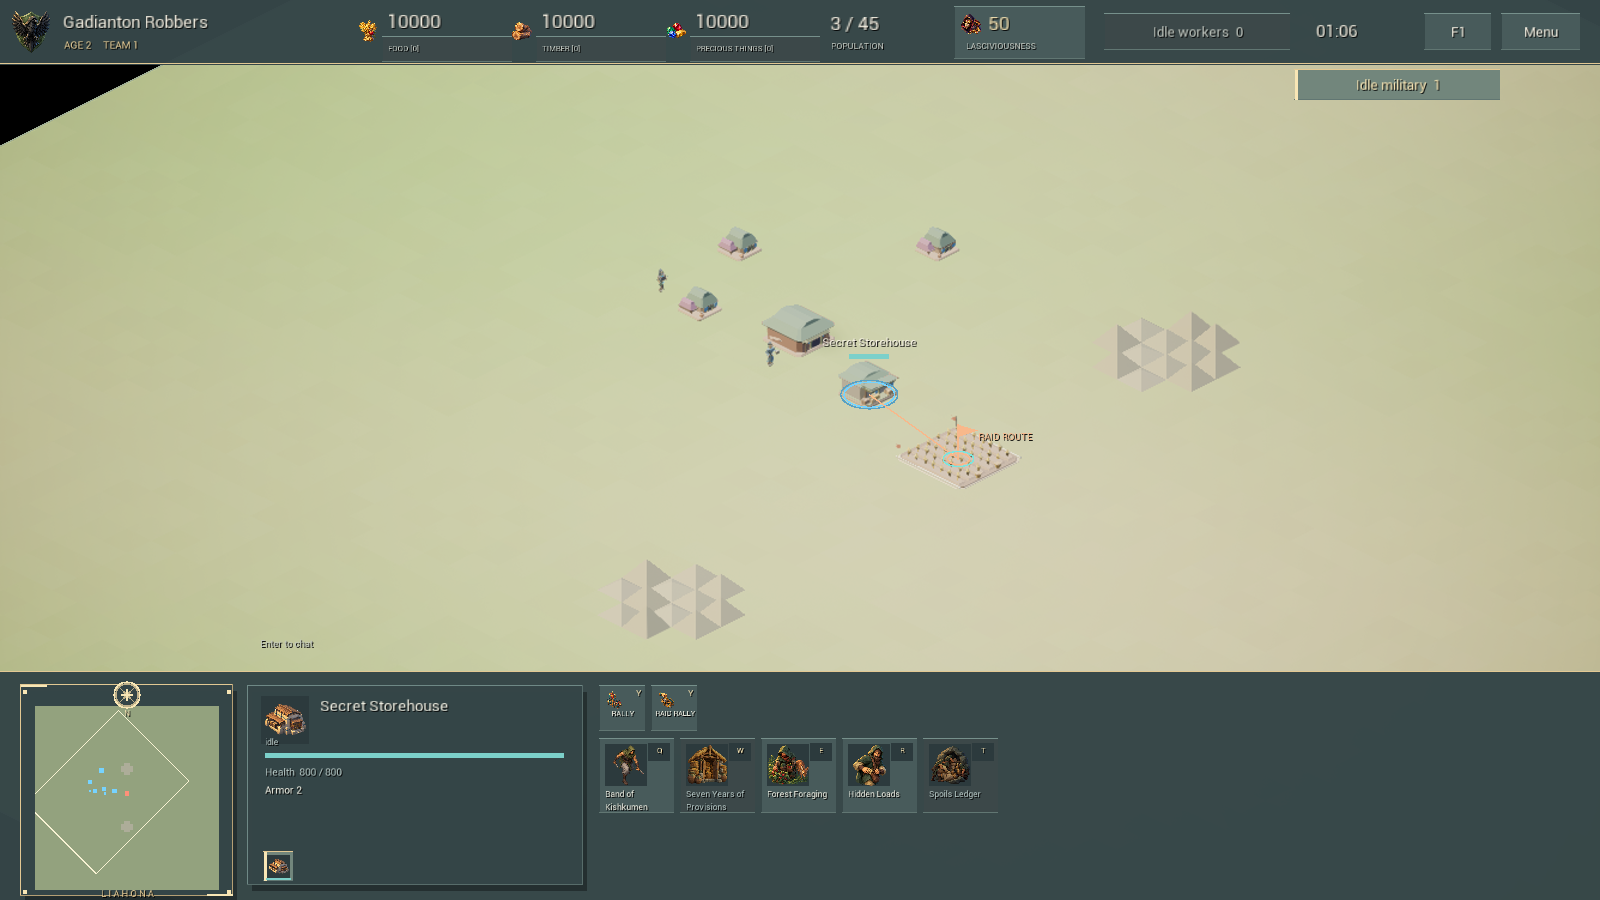 Gadianton Robbers
AGE 2 TEAM 1
10000
FOOD [0]
10000
TIMBER [0]
10000
PRECIOUS THINGS [0]
3 / 45
POPULATION
50
LASCIVIOUSNESS
Idle workers 0
01:06
F1
Menu
Idle military 1
Secret Storehouse
RAID ROUTE
Enter to chat
N
LIAHONA
Secret Storehouse
idle
Health 800 / 800
Armor 2
Y
RALLY
Y
RAID RALLY
Q
Band of
Kishkumen
W
Seven Years of
Provisions
E
Forest Foraging
R
Hidden Loads
T
Spoils Ledger